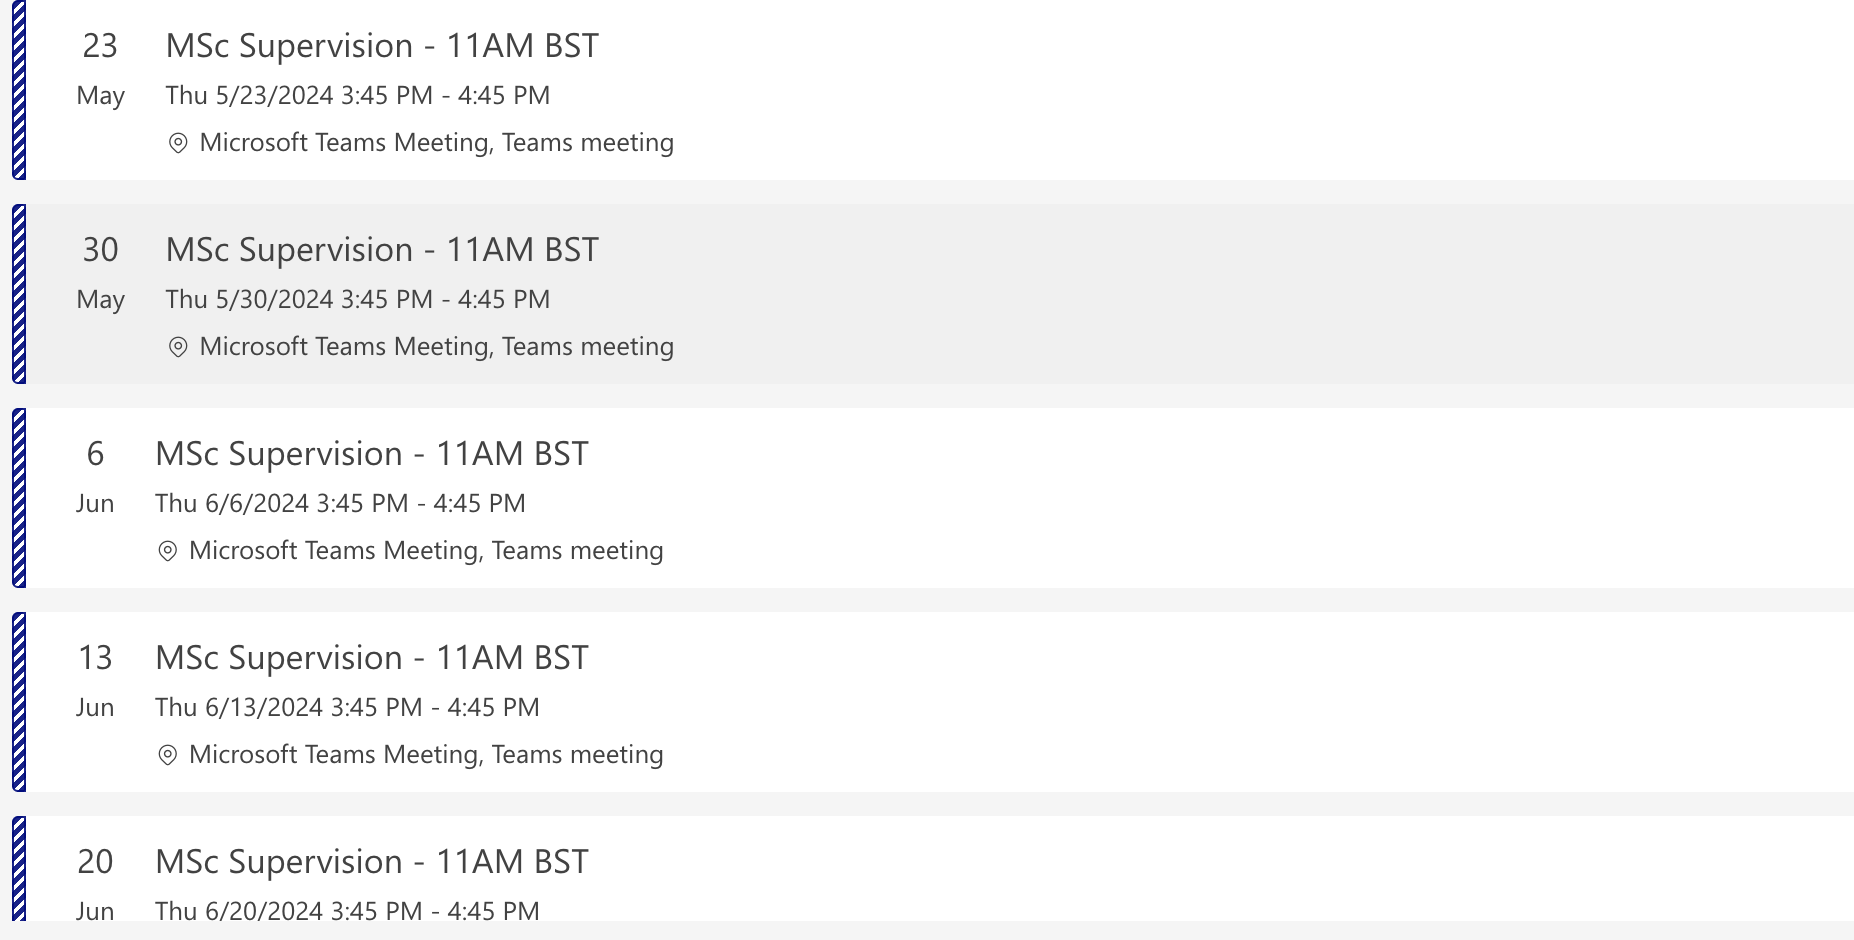 23 MSc Supervision - 11AM BST
May Thu 5/23/2024 3:45 PM - 4:45 PM
Microsoft Teams Meeting, Teams meeting
30 MSc Supervision - 11AM BST
May Thu 5/30/2024 3:45 PM - 4:45 PM
Microsoft Teams Meeting, Teams meeting
6 MSc Supervision - 11AM BST
Jun Thu 6/6/2024 3:45 PM - 4:45 PM
Microsoft Teams Meeting, Teams meeting
13 MSc Supervision - 11AM BST
Jun Thu 6/13/2024 3:45 PM - 4:45 PM
Microsoft Teams Meeting, Teams meeting
20 MSc Supervision - 11AM BST
Jun Thu 6/20/2024 3:45 PM - 4:45 PM